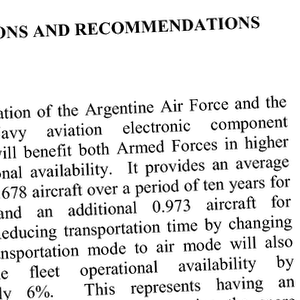 ONS AND RECOMMENDATIONS
ation of the Argentine Air Force and the
avy aviation electronic component
vill benefit both Armed Forces in higher
onal availability. It provides an average
.678 aircraft over a period of ten years for
and an additional 0.973 aircraft for
Reducing transportation time by changing
ansportation mode to air mode will also
e fleet operational availability by
ly 6%. This represents having an